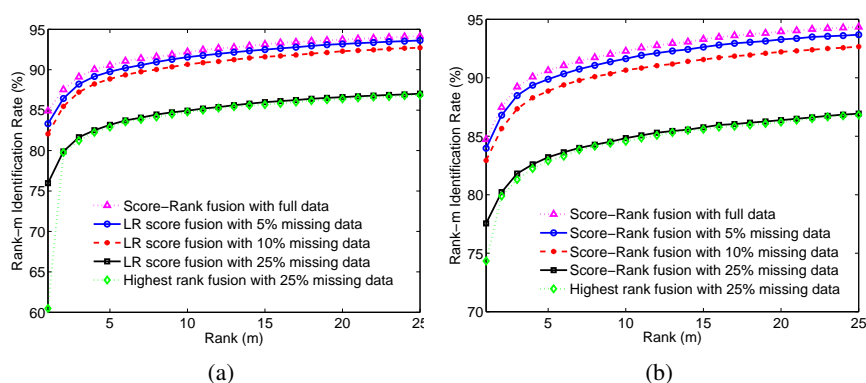 95
90
85
80
75
70
65
60
Rank−m Identification Rate (%)
Score−Rank fusion with full data
LR score fusion with 5% missing data
LR score fusion with 10% missing data
LR score fusion with 25% missing data
Highest rank fusion with 25% missing data
5 10 15 20 25
Rank (m)
(a)
95
90
85
80
75
70
Rank−m Identification Rate (%)
Score−Rank fusion with full data
Score−Rank fusion with 5% missing data
Score−Rank fusion with 10% missing data
Score−Rank fusion with 25% missing data
Highest rank fusion with 25% missing data
5 10 15 20 25
Rank (m)
(b)